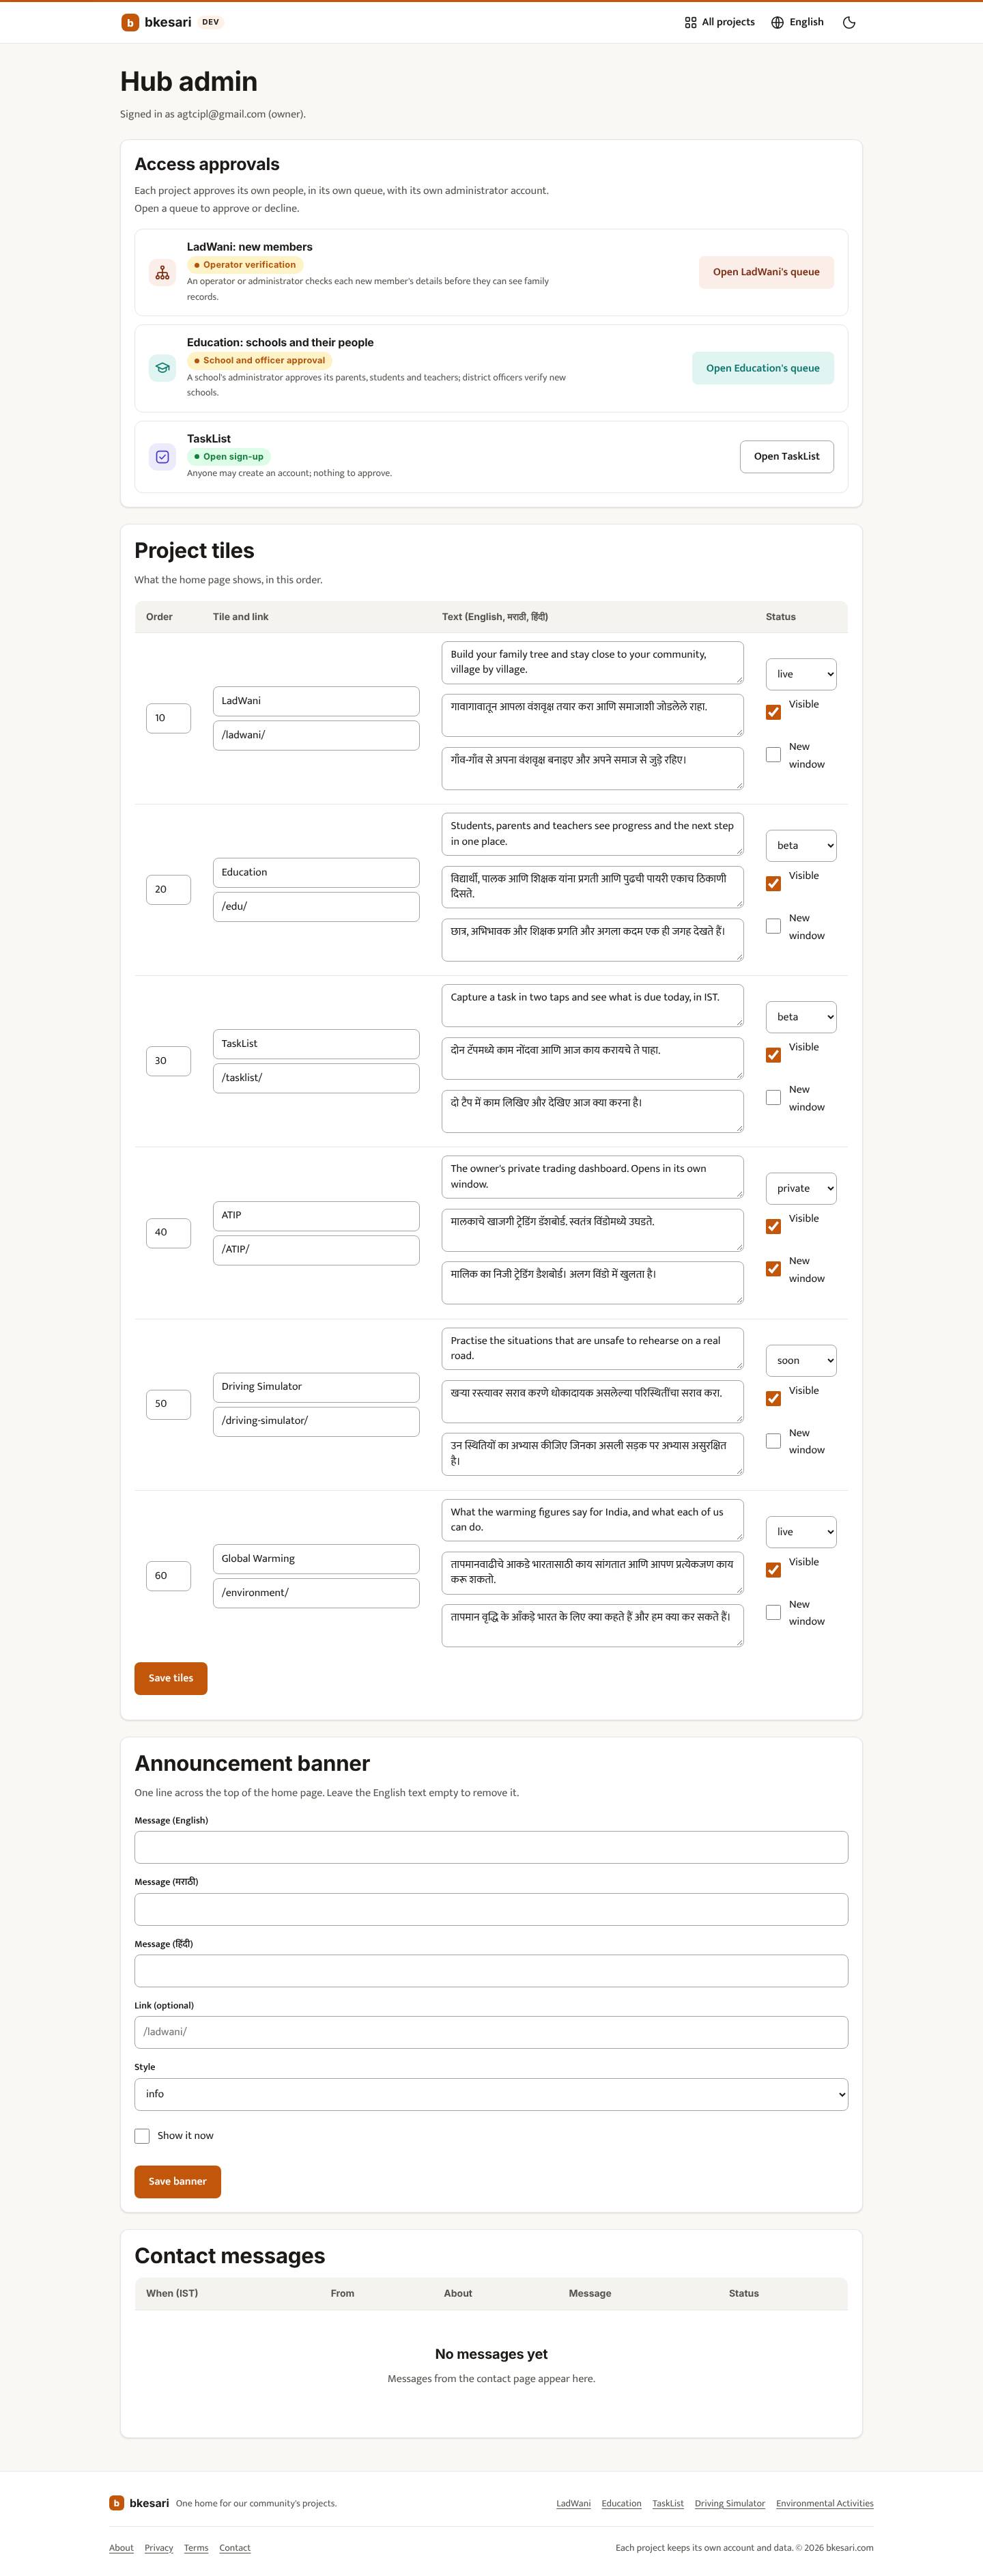 b bkesari DEV All projects English
Hub admin
Signed in as agtcipl@gmail.com (owner).
Access approvals
Each project approves its own people, in its own queue, with its own administrator account.
Open a queue to approve or decline.
LadWani: new members
Operator verification
An operator or administrator checks each new member's details before they can see family
records.
Open LadWani's queue
Education: schools and their people
School and officer approval
A school's administrator approves its parents, students and teachers; district officers verify new
schools.
Open Education's queue
TaskList
Open sign-up
Anyone may create an account; nothing to approve.
Open TaskList
Project tiles
What the home page shows, in this order.
Order Tile and link Text (English, मराठी, हिंदी) Status
10
LadWani
/ladwani/
Build your family tree and stay close to your community,
village by village.
गावागावातून आपला वंशवृक्ष तयार करा आणि समाजाशी जोडलेले राहा.
गाँव-गाँव से अपना वंशवृक्ष बनाइए और अपने समाज से जुड़े रहिए।
live
Visible
New
window
20
Education
/edu/
Students, parents and teachers see progress and the next step
in one place.
विद्यार्थी, पालक आणि शिक्षक यांना प्रगती आणि पुढची पायरी एकाच ठिकाणी
दिसते.
छात्र, अभिभावक और शिक्षक प्रगति और अगला कदम एक ही जगह देखते हैं।
beta
Visible
New
window
30
TaskList
/tasklist/
Capture a task in two taps and see what is due today, in IST.
दोन टॅपमध्ये काम नोंदवा आणि आज काय करायचे ते पाहा.
दो टैप में काम लिखिए और देखिए आज क्या करना है।
beta
Visible
New
window
40
ATIP
/ATIP/
The owner's private trading dashboard. Opens in its own
window.
मालकाचे खाजगी ट्रेडिंग डॅशबोर्ड. स्वतंत्र विंडोमध्ये उघडते.
मालिक का निजी ट्रेडिंग डैशबोर्ड। अलग विंडो में खुलता है।
private
Visible
New
window
50
Driving Simulator
/driving-simulator/
Practise the situations that are unsafe to rehearse on a real
road.
खऱ्या रस्त्यावर सराव करणे धोकादायक असलेल्या परिस्थितींचा सराव करा.
उन स्थितियों का अभ्यास कीजिए जिनका असली सड़क पर अभ्यास असुरक्षित
है।
soon
Visible
New
window
60
Global Warming
/environment/
What the warming figures say for India, and what each of us
can do.
तापमानवाढीचे आकडे भारतासाठी काय सांगतात आणि आपण प्रत्येकजण काय
करू शकतो.
तापमान वृद्धि के आँकड़े भारत के लिए क्या कहते हैं और हम क्या कर सकते हैं।
live
Visible
New
window
Save tiles
Announcement banner
One line across the top of the home page. Leave the English text empty to remove it.
Message (English)
Message (मराठी)
Message (हिंदी)
Link (optional)
/ladwani/
Style
info
Show it now
Save banner
Contact messages
When (IST) From About Message Status
No messages yet
Messages from the contact page appear here.
b bkesari One home for our community's projects. LadWani Education TaskList Driving Simulator Environmental Activities
About Privacy Terms Contact Each project keeps its own account and data. © 2026 bkesari.com